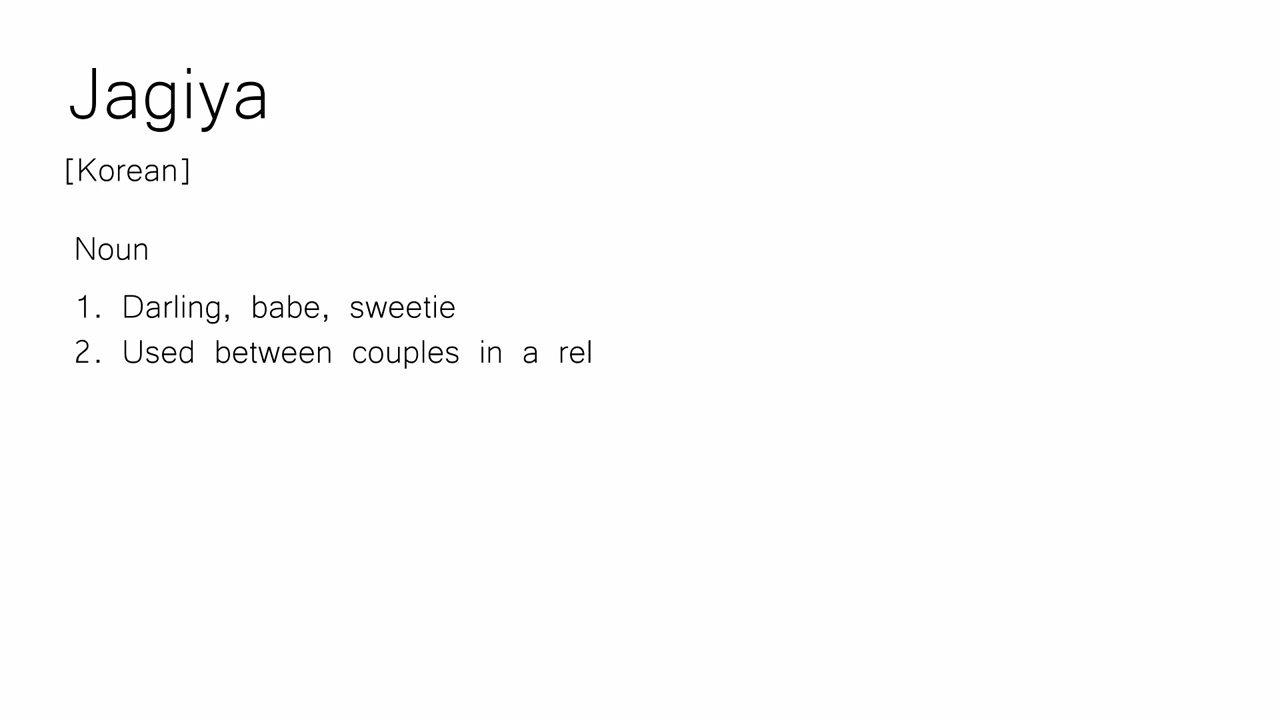 Jagiya
[Korean]
Noun
1. Darling, babe, sweetie
2. Used between couples in a rel